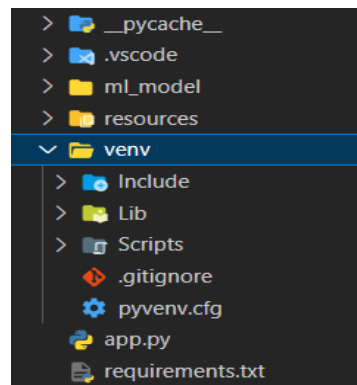 __pycache__
.vscode
ml_model
resources
venv
Include
Lib
Scripts
.gitignore
pyvenv.cfg
app.py
requirements.txt